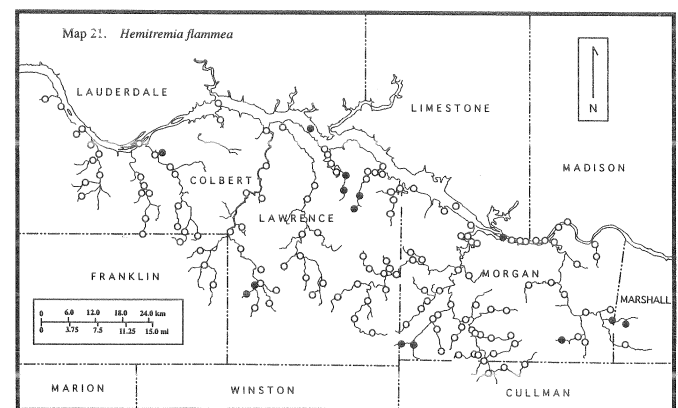 Map 21. Hemitremia flammea
LAUDERDALE
LIMESTONE
N
MADISON
COLBERT
LAWRENCE
FRANKLIN
MORGAN
MARSHALL
0 6.0 12.0 18.0 24.0 km
0 3.75 7.5 11.25 15.0 mi
MARION
WINSTON
CULLMAN